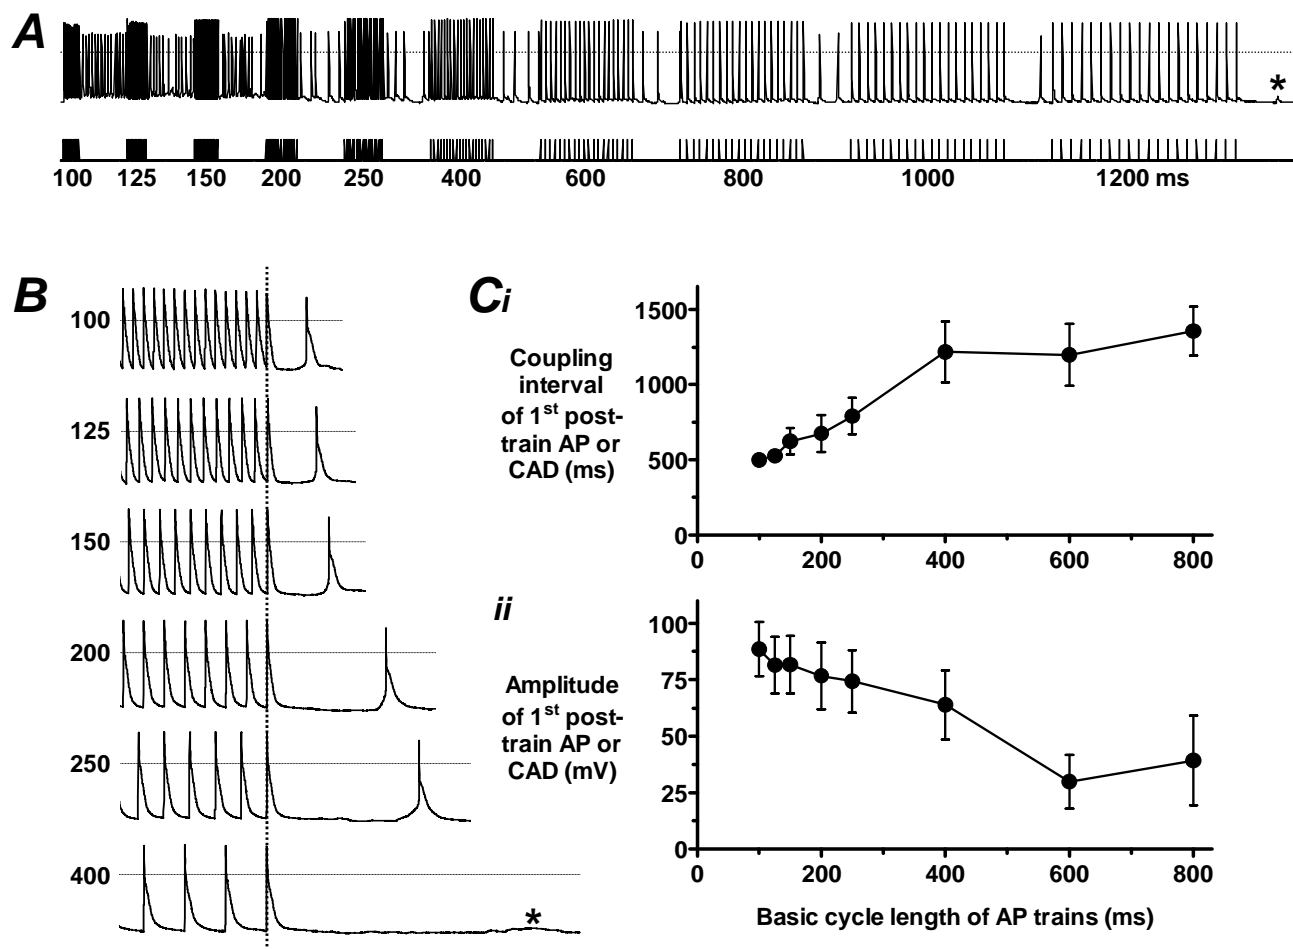 A
*
100 125 150 200 250 400 600 800 1000 1200 ms
B
100
125
150
200
250
400
*
Ci
Coupling
interval
of 1st post-
train AP or
CAD (ms)
1500
1000
500
0
0 200 400 600 800
ii
Amplitude
of 1st post-
train AP or
CAD (mV)
100
75
50
25
0
0 200 400 600 800
Basic cycle length of AP trains (ms)